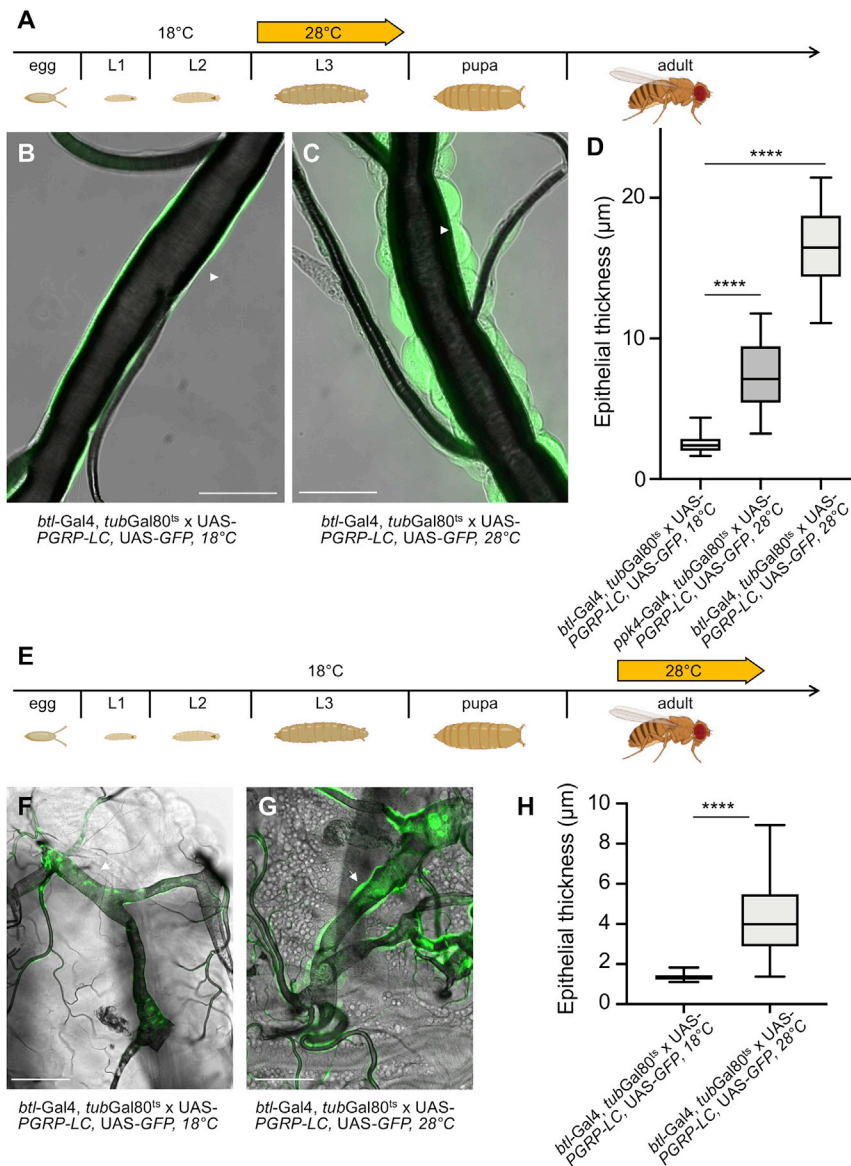 A
18°C
28°C
egg
L1
L2
L3
pupa
adult
B
C
btl-Gal4, tubGal80ts x UAS-
PGRP-LC, UAS-GFP, 18°C
btl-Gal4, tubGal80ts x UAS-
PGRP-LC, UAS-GFP, 28°C
D
Epithelial thickness (µm)
20
10
0
****
****
btl-Gal4, tubGal80ts x UAS-
PGRP-LC, UAS-GFP, 18°C
ppk4-Gal4, tubGal80ts x UAS-
PGRP-LC, UAS-GFP, 28°C
btl-Gal4, tubGal80ts x UAS-
PGRP-LC, UAS-GFP, 28°C
E
18°C
28°C
egg
L1
L2
L3
pupa
adult
F
G
btl-Gal4, tubGal80ts x UAS-
PGRP-LC, UAS-GFP, 18°C
btl-Gal4, tubGal80ts x UAS-
PGRP-LC, UAS-GFP, 28°C
H
Epithelial thickness (µm)
10
8
6
4
2
0
****
btl-Gal4, tubGal80ts x UAS-
PGRP-LC, UAS-GFP, 18°C
btl-Gal4, tubGal80ts x UAS-
PGRP-LC, UAS-GFP, 28°C